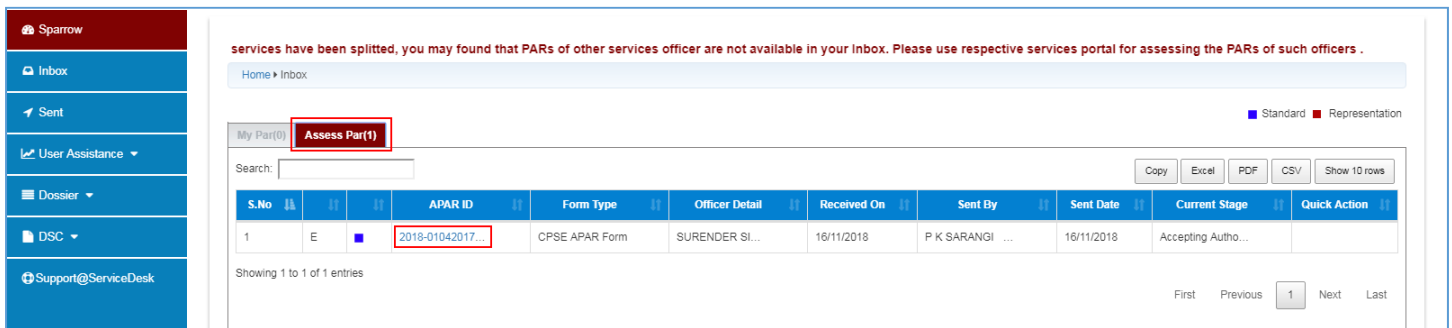 Sparrow
Inbox
Sent
User Assistance
Dossier
DSC
Support@ServiceDesk
services have been splitted, you may found that PARs of other services officer are not available in your Inbox. Please use respective services portal for assessing the PARs of such officers .
Home Inbox
Standard Representation
My Par(0) Assess Par(1)
Search: Copy Excel PDF CSV Show 10 rows
S.No APAR ID Form Type Officer Detail Received On Sent By Sent Date Current Stage Quick Action
1 E 2018-01042017... CPSE APAR Form SURENDER SI... 16/11/2018 P K SARANGI ... 16/11/2018 Accepting Autho...
Showing 1 to 1 of 1 entries
First Previous 1 Next Last